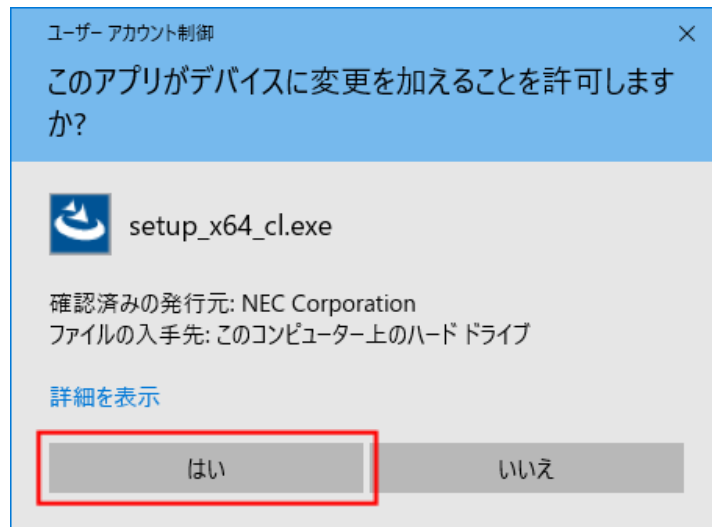 ユーザー アカウント制御
このアプリがデバイスに変更を加えることを許可します
か?
setup_x64_cl.exe
確認済みの発行元: NEC Corporation
ファイルの入手先: このコンピューター上のハード ドライブ
詳細を表示
はい
いいえ